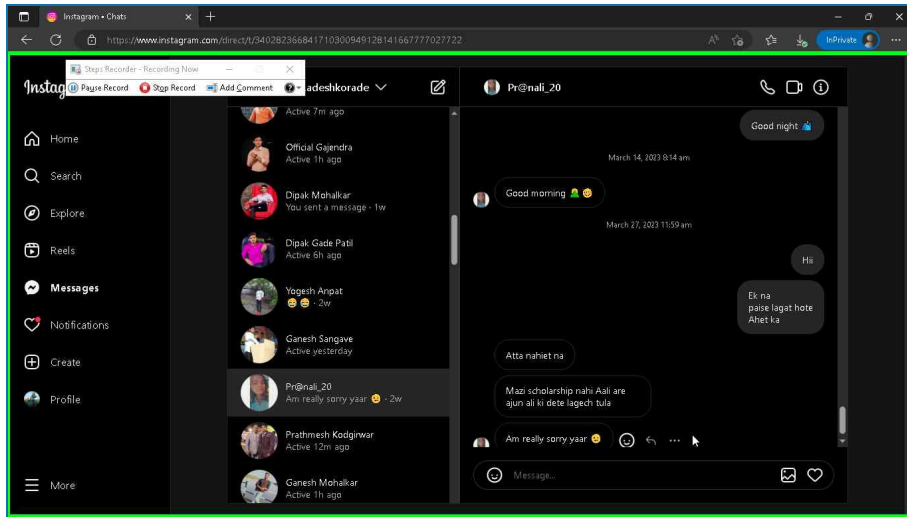 Instagram • Chats
https://www.instagram.com/direct/t/340282366841710300949128141667777027722
InPrivate
Steps Recorder - Recording Now
Pause Record
Stop Record
Add Comment
Instag
adeshkorade
Home
Search
Explore
Reels
Messages
Notifications
Create
Profile
More
Active 7m ago
Official Gajendra
Active 1h ago
Dipak Mohalkar
You sent a message · 1w
Dipak Gade Patil
Active 6h ago
Yogesh Anpat
😂 😂 · 2w
Ganesh Sangave
Active yesterday
Pr@nali_20
Am really sorry yaar 😉 · 2w
Prathmesh Kodgirwar
Active 12m ago
Ganesh Mohalkar
Active 1h ago
Pr@nali_20
Good night
March 14, 2023 8:14 am
Good morning
March 27, 2023 11:59 am
Hii
Ek na
paise lagat hote
Ahet ka
Atta nahiet na
Mazi scholarship nahi Aali are
ajun ali ki dete lagech tula
Am really sorry yaar 😉
Message...